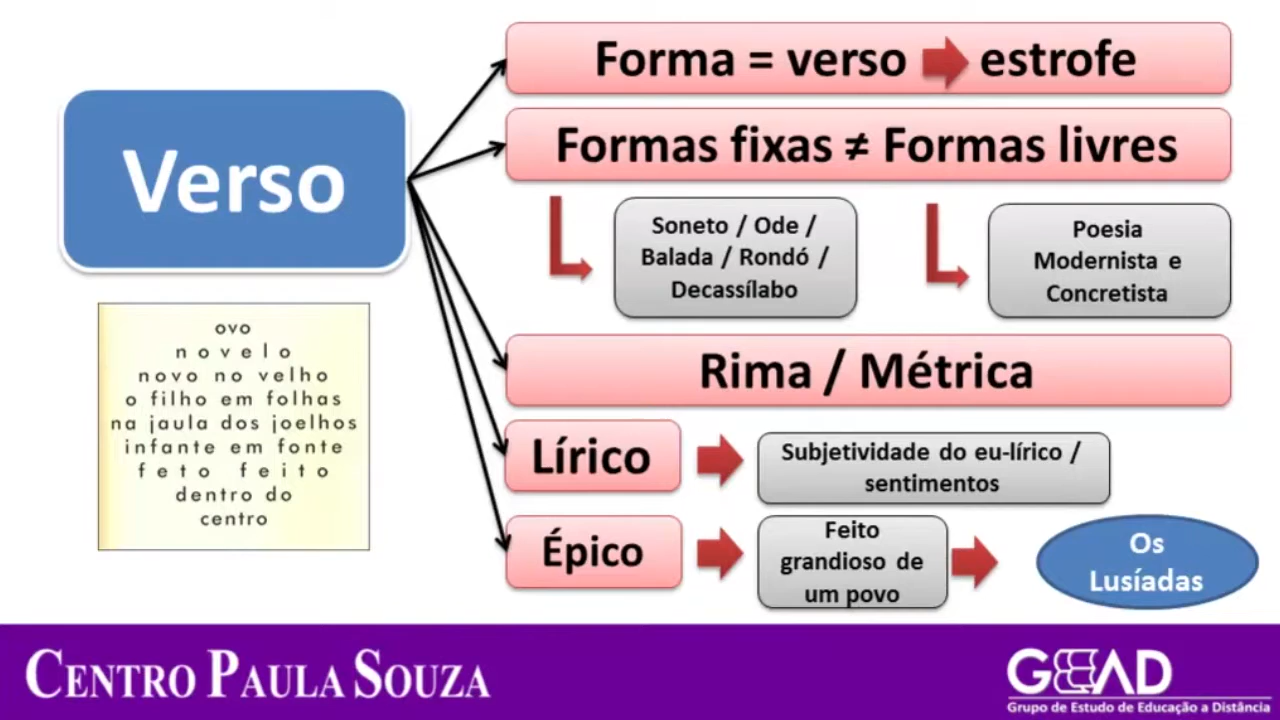 Verso
Forma = verso estrofe
Formas fixas ≠ Formas livres
Soneto / Ode /
Balada / Rondó /
Decassílabo
Poesia
Modernista e
Concretista
Rima / Métrica
Lírico
Subjetividade do eu-lírico /
sentimentos
Épico
Feito
grandioso de
um povo
Os
Lusíadas
ovo
n o v e l o
novo no velho
o filho em folhas
na jaula dos joelhos
infante em fonte
f e t o f e i t o
dentro do
centro
CENTRO PAULA SOUZA
GEEAD
Grupo de Estudo de Educação a Distância